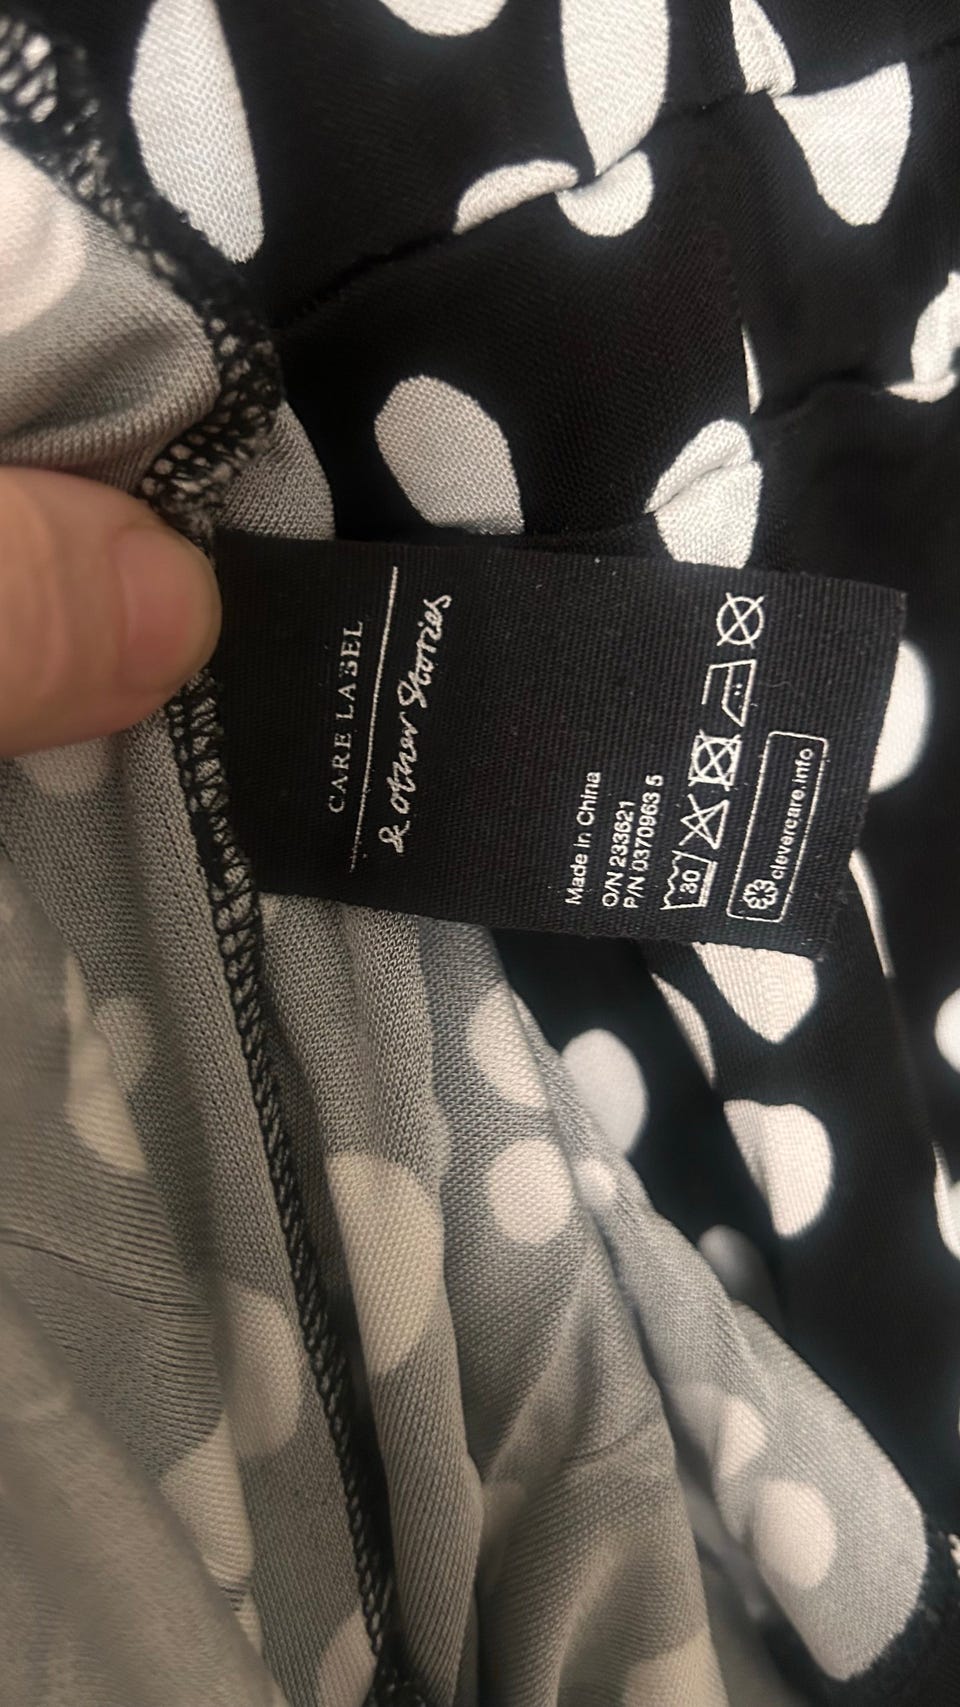 CARE LABEL
& other Stories
Made in China
O/N 233621
P/N 0370963 5
30
clevercare.info